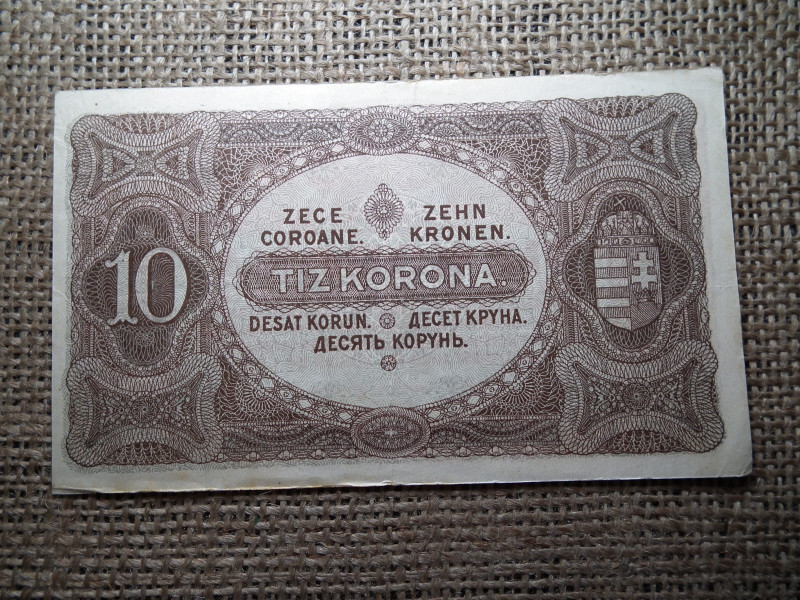 ZECE ZEHN
COROANE. KRONEN.
10
TIZ KORONA.
DESAT KORUN. ДЕСЕТ КРУНА.
ДЕСЯТЬ КОРУНЬ.